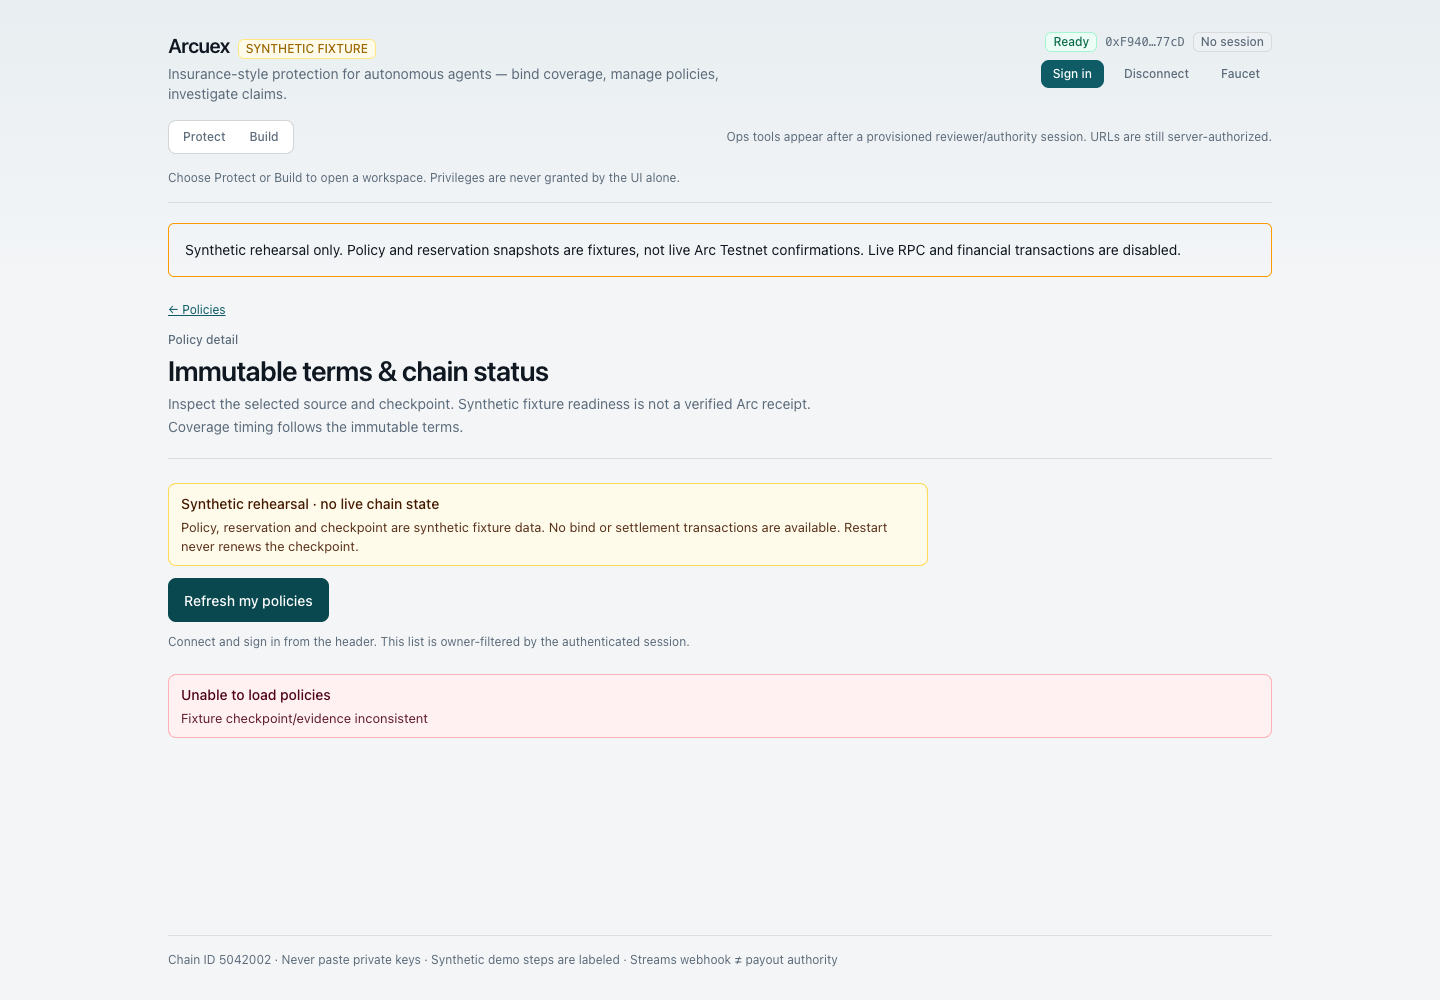 Arcuex SYNTHETIC FIXTURE
Ready 0xF940…77cD No session
Insurance-style protection for autonomous agents — bind coverage, manage policies,
investigate claims.
Sign in Disconnect Faucet
Protect Build
Ops tools appear after a provisioned reviewer/authority session. URLs are still server-authorized.
Choose Protect or Build to open a workspace. Privileges are never granted by the UI alone.
Synthetic rehearsal only. Policy and reservation snapshots are fixtures, not live Arc Testnet confirmations. Live RPC and financial transactions are disabled.
← Policies
Policy detail
Immutable terms & chain status
Inspect the selected source and checkpoint. Synthetic fixture readiness is not a verified Arc receipt.
Coverage timing follows the immutable terms.
Synthetic rehearsal · no live chain state
Policy, reservation and checkpoint are synthetic fixture data. No bind or settlement transactions are available. Restart
never renews the checkpoint.
Refresh my policies
Connect and sign in from the header. This list is owner-filtered by the authenticated session.
Unable to load policies
Fixture checkpoint/evidence inconsistent
Chain ID 5042002 · Never paste private keys · Synthetic demo steps are labeled · Streams webhook ≠ payout authority